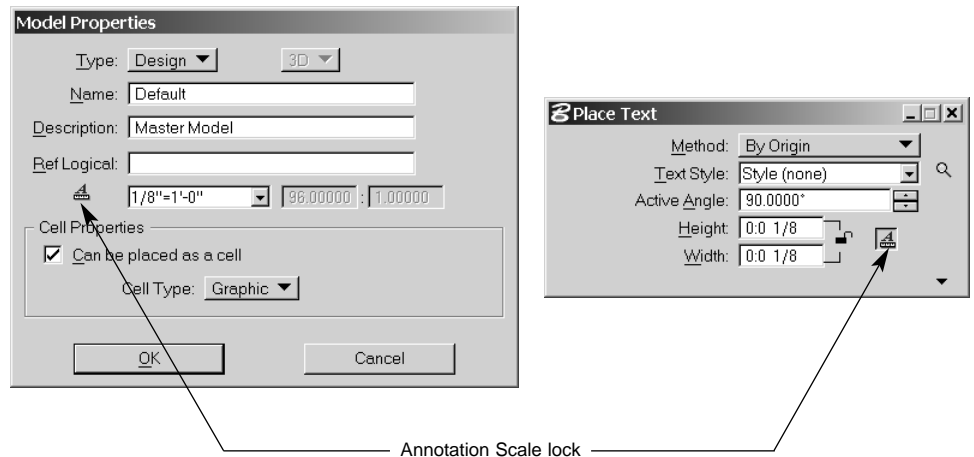 Model Properties
Type: Design 3D
Name: Default
Description: Master Model
Ref Logical:
1/8"=1'-0" 96.00000 : 1.00000
Cell Properties
Can be placed as a cell
Cell Type: Graphic
OK Cancel
Place Text
Method: By Origin
Text Style: Style (none)
Active Angle: 90.0000°
Height: 0:0 1/8
Width: 0:0 1/8
A
A
Annotation Scale lock